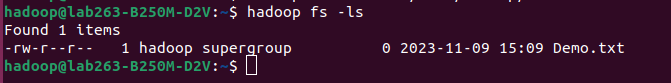 hadoop@lab263-B250M-D2V:~$ hadoop fs -ls
Found 1 items
-rw-r--r--   1 hadoop supergroup          0 2023-11-09 15:09 Demo.txt
hadoop@lab263-B250M-D2V:~$